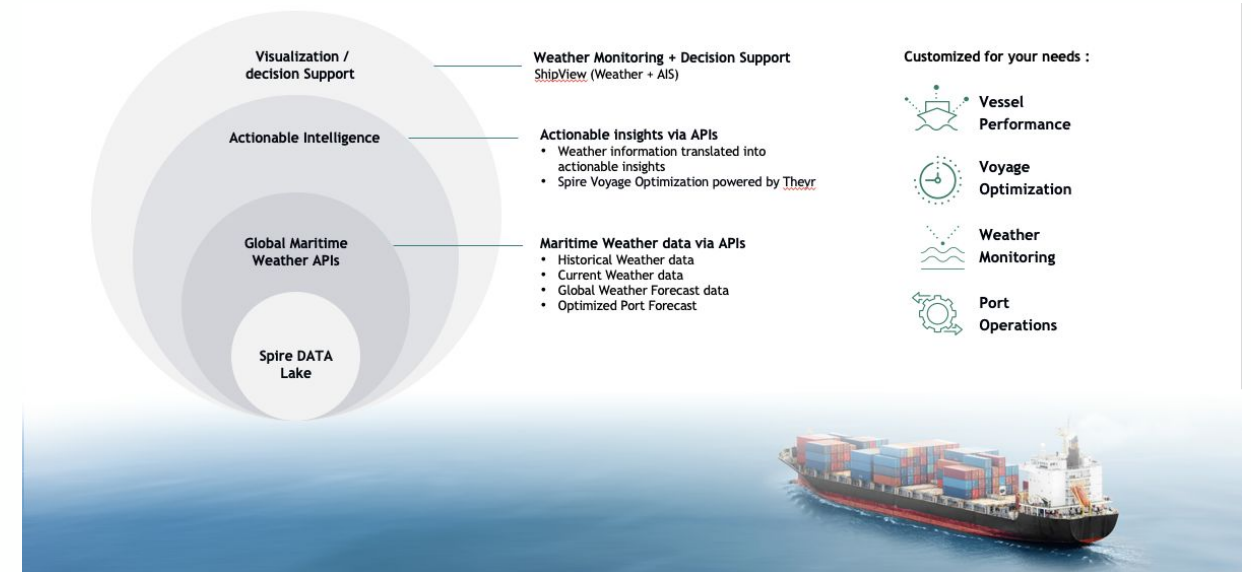 Visualization /
decision Support
Weather Monitoring + Decision Support
ShipView (Weather + AIS)
Actionable Intelligence
Actionable insights via APIs
• Weather information translated into
actionable insights
• Spire Voyage Optimization powered by Theyr
Global Maritime
Weather APIs
Maritime Weather data via APIs
• Historical Weather data
• Current Weather data
• Global Weather Forecast data
• Optimized Port Forecast
Spire DATA
Lake
Customized for your needs :
Vessel
Performance
Voyage
Optimization
Weather
Monitoring
Port
Operations